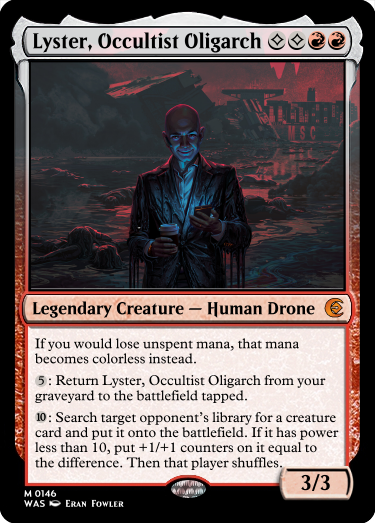 Lyster, Occultist Oligarch
Legendary Creature — Human Drone
If you would lose unspent mana, that mana
becomes colorless instead.
5: Return Lyster, Occultist Oligarch from your
graveyard to the battlefield tapped.
10: Search target opponent's library for a creature
card and put it onto the battlefield. If it has power
less than 10, put +1/+1 counters on it equal to
the difference. Then that player shuffles.
3/3
M 0146
WAS Eran Fowler